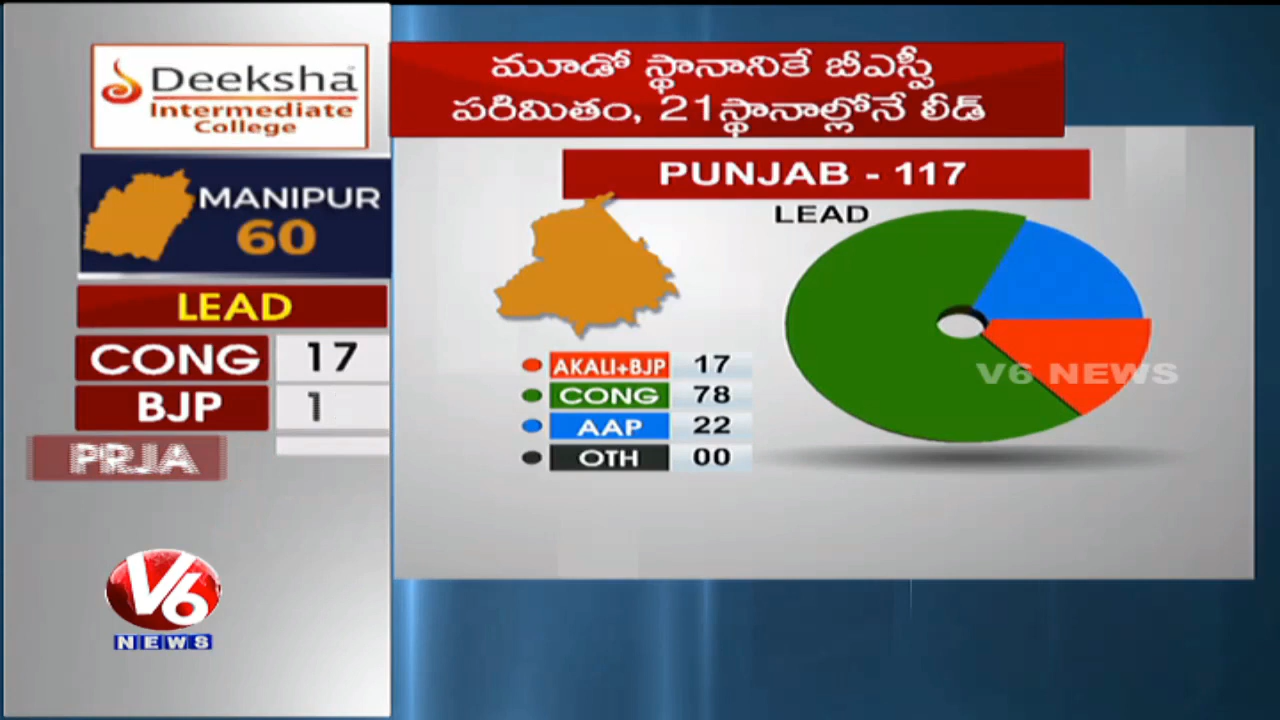 Deeksha
Intermediate
College
MANIPUR
60
LEAD
CONG 17
BJP 1
PRJA
V6
NEWS
మూడో స్థానానికే బీఎస్పీ
పరిమితం, 21స్థానాల్లోనే లీడ్
PUNJAB - 117
LEAD
AKALI+BJP 17
CONG 78
AAP 22
OTH 00
V6 NEWS